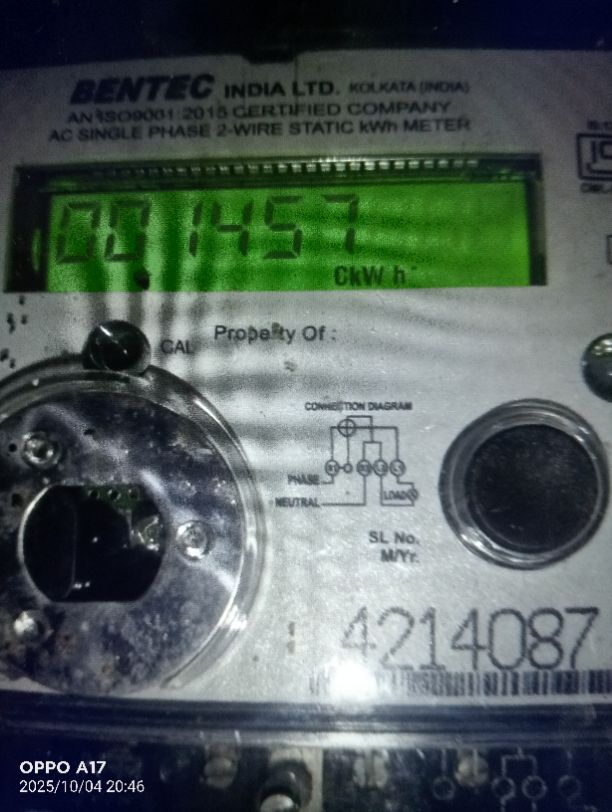 BENTEC INDIA LTD. KOLKATA (INDIA)
AN ISO9001:2015 CERTIFIED COMPANY
AC SINGLE PHASE 2-WIRE STATIC kWh METER
001457
CkWh
CAL
Property Of :
CONNECTION DIAGRAM
PHASE
NEUTRAL
LOAD
SL No.
M/Yr.
4214087
OPPO A17
2025/10/04 20:46